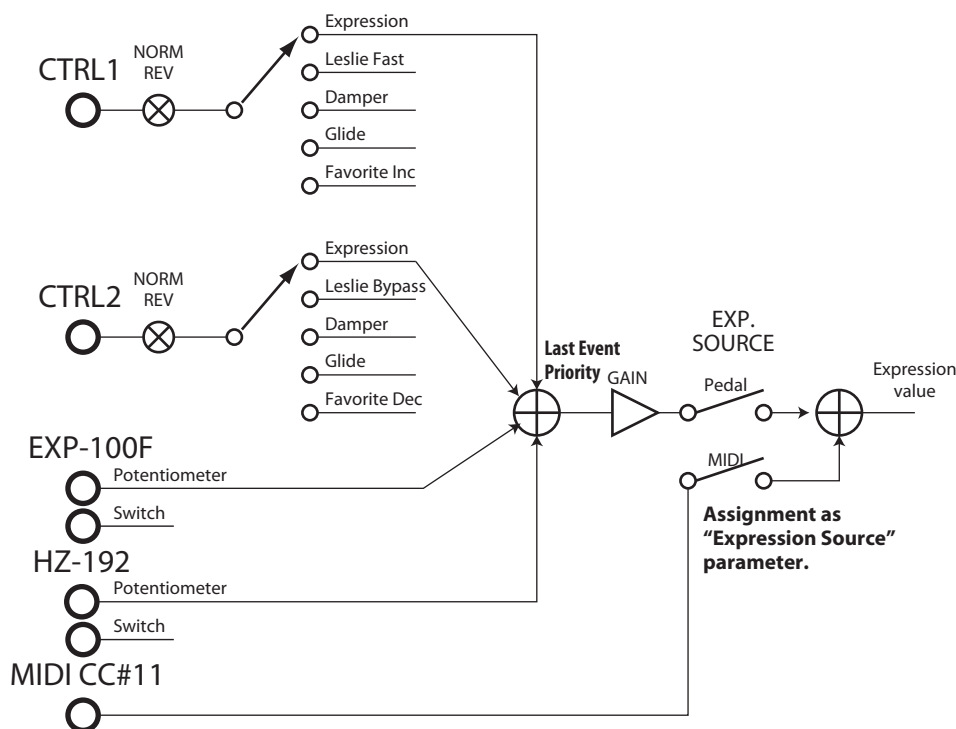 CTRL1
NORM
REV
Expression
Leslie Fast
Damper
Glide
Favorite Inc
CTRL2
NORM
REV
Expression
Leslie Bypass
Damper
Glide
Favorite Dec
Last Event
Priority
GAIN
EXP.
SOURCE
Pedal
Expression
value
MIDI
Assignment as
“Expression Source”
parameter.
EXP-100F
Potentiometer
Switch
HZ-192
Potentiometer
Switch
MIDI CC#11